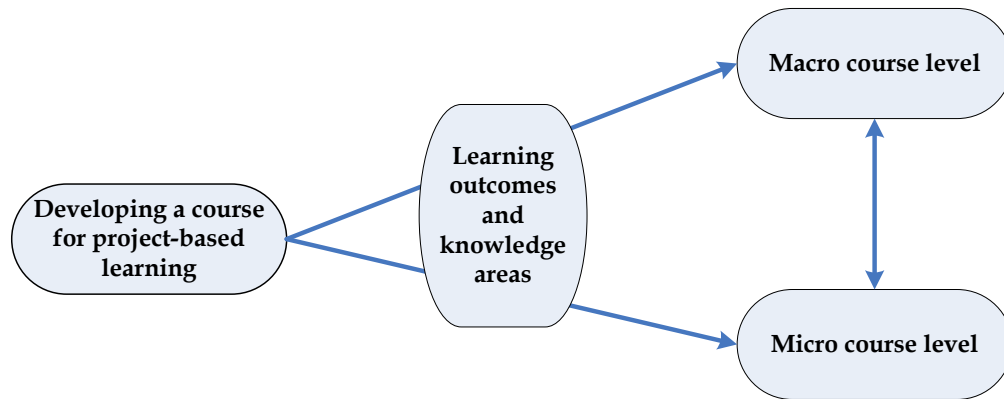 Developing a course
for project-based
learning
Learning
outcomes
and
knowledge
areas
Macro course level
Micro course level